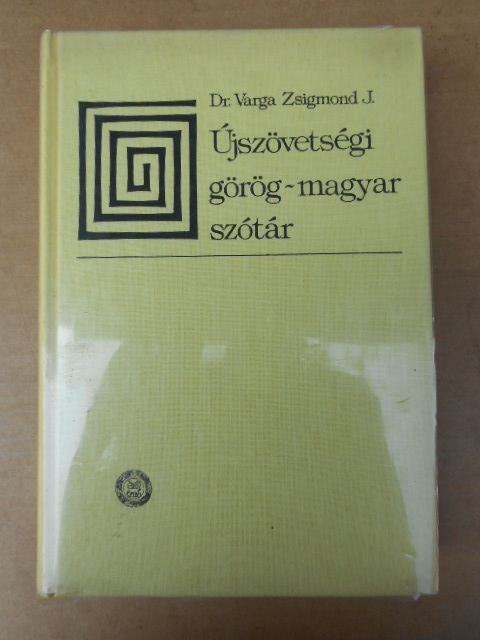 Dr. Varga Zsigmond J.
Újszövetségi
görög-magyar
szótár